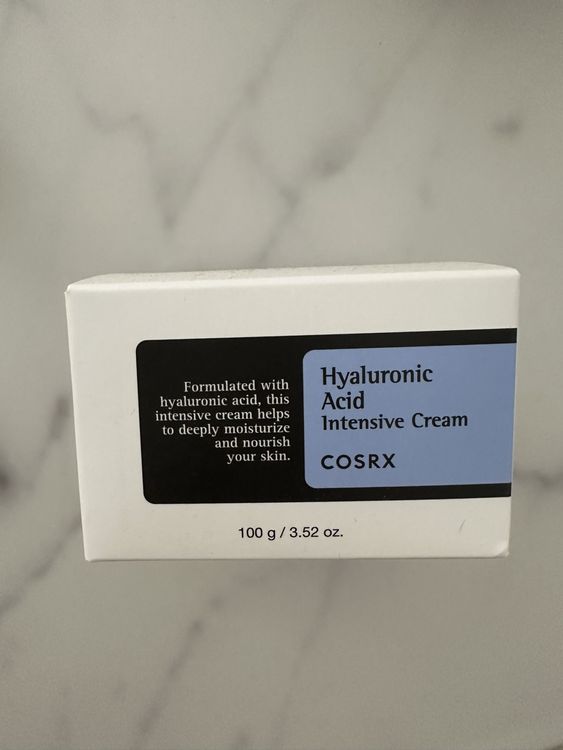 Formulated with
hyaluronic acid, this
intensive cream helps
to deeply moisturize
and nourish
your skin.
Hyaluronic
Acid
Intensive Cream
COSRX
100 g / 3.52 oz.